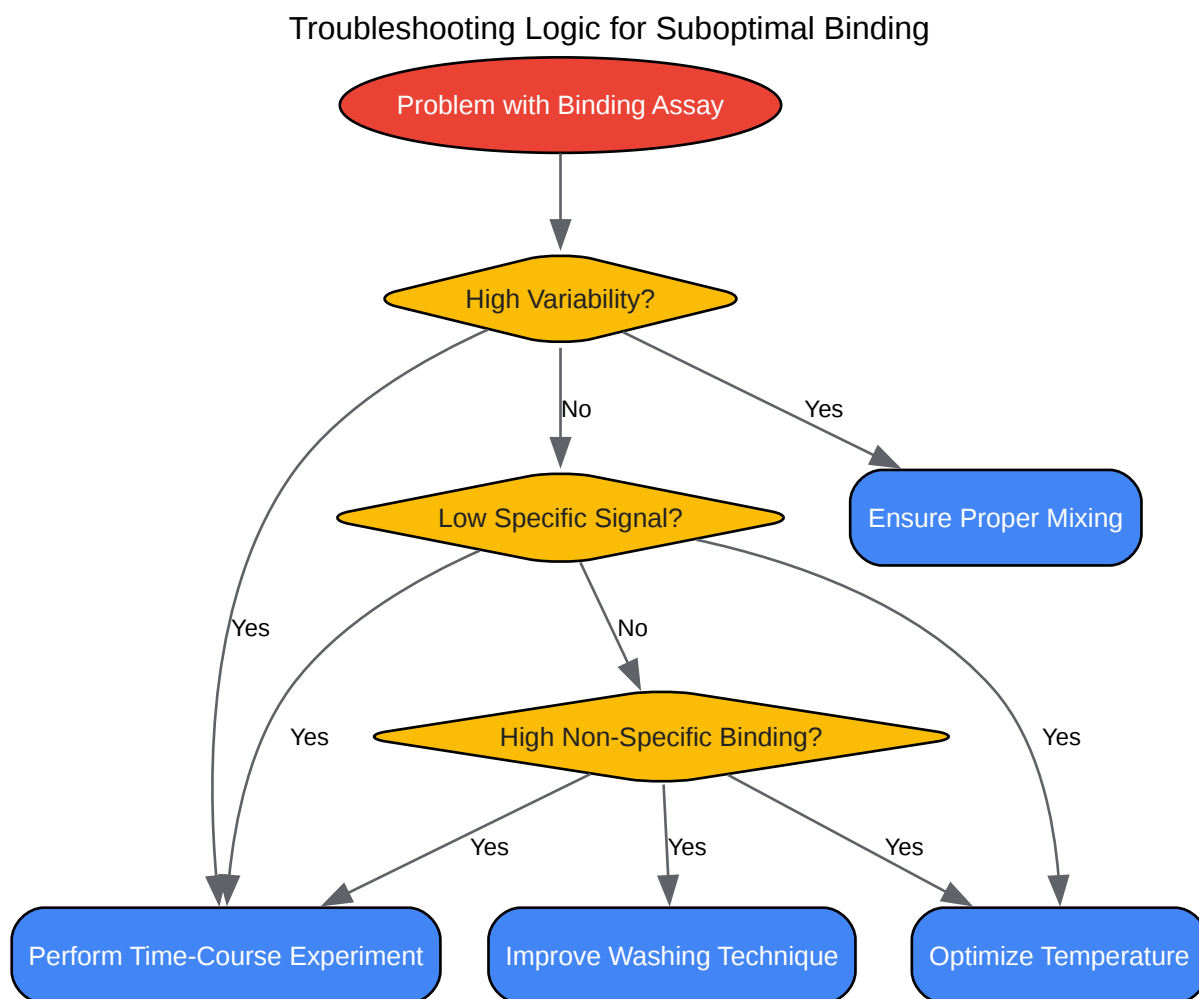 Troubleshooting Logic for Suboptimal Binding
Problem with Binding Assay
High Variability?
No
Yes
Low Specific Signal?
Ensure Proper Mixing
Yes
No
Yes
High Non-Specific Binding?
Yes
Yes
Yes
Yes
Perform Time-Course Experiment
Improve Washing Technique
Optimize Temperature